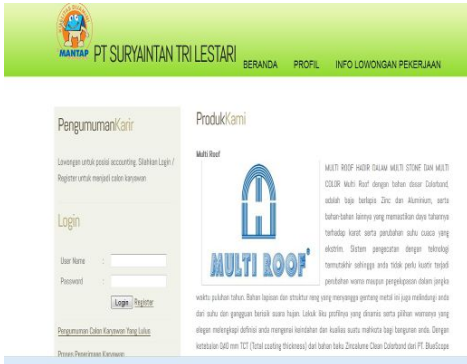 MANTAP PT SURYAINTAN TRI LESTARI
BERANDA PROFIL INFO LOWONGAN PEKERJAAN
PengumumanKarir
Lowongan untuk posisi accounting. Silahkan Login /
Register untuk menjadi calon karyawan
Login
User Name :
Password :
Login Register
Pengumuman Calon Karyawan Yang Lulus
Proses Penerimaan Karyawan
ProdukKami
Multi Roof
MULTI ROOF
MULTI ROOF HADIR DALAM MULTI STONE DAN MULTI
COLOR Multi Roof dengan bahan dasar Colorbond,
adalah baja berlapis Zinc dan Aluminium, serta
bahan-bahan lainnya yang memastikan daya tahannya
terhadap karat serta perubahan suhu cuaca yang
ekstrim. Sistem pengecatan dengan teknologi
termutakhir sehingga anda tidak perlu kuatir terjadi
perubahan warna maupun pengelupasan dalam jangka
waktu puluhan tahun. Bahan lapisan dan struktur reng yang menyangga genteng metal ini juga melindungi anda
dari suhu dan gangguan berisik suara hujan. Lekuk liku profilnya yang dinamis serta pilihan warnanya yang
elegan melengkapi definisi anda mengenai keindahan dan kualias suatu mahkota bagi bangunan anda. Dengan
ketebalan 0,40 mm TCT (Total coating thickness) dari bahan baku Zincalume Clean Colorbond dari PT. BlueScope